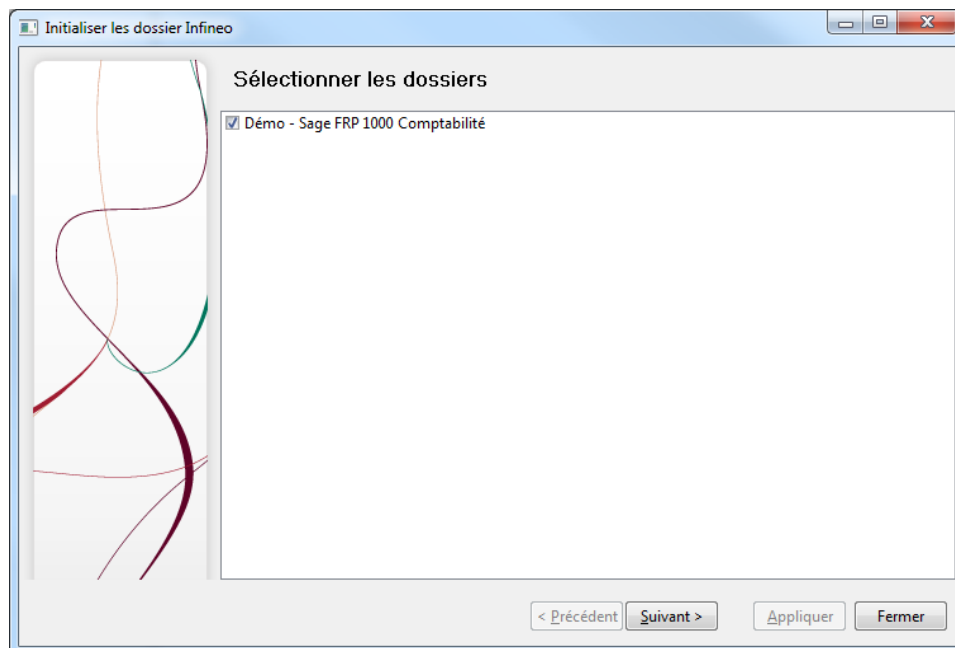 Initialiser les dossier Infineo
Sélectionner les dossiers
Démo - Sage FRP 1000 Comptabilité
< Précédent
Suivant >
Appliquer
Fermer